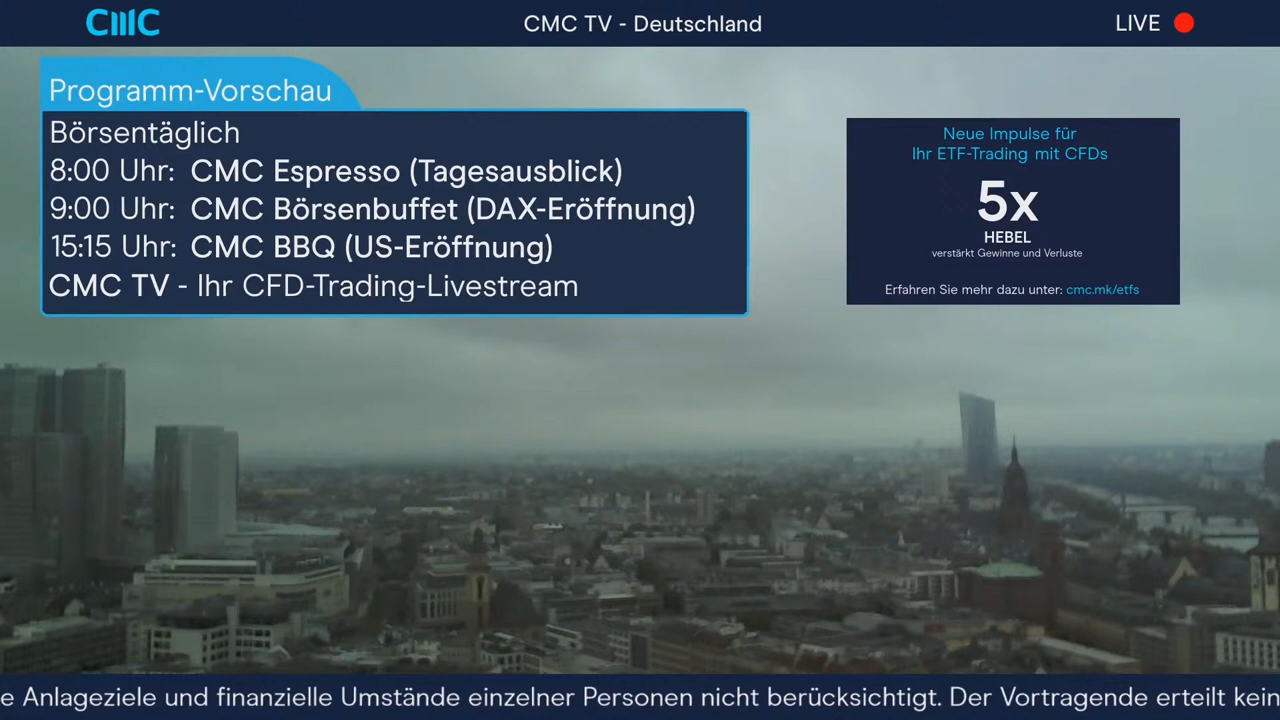 CMC
CMC TV - Deutschland
LIVE
Programm-Vorschau
Börsentäglich
8:00 Uhr: CMC Espresso (Tagesausblick)
9:00 Uhr: CMC Börsenbuffet (DAX-Eröffnung)
15:15 Uhr: CMC BBQ (US-Eröffnung)
CMC TV - Ihr CFD-Trading-Livestream
Neue Impulse für
Ihr ETF-Trading mit CFDs
5x
HEBEL
verstärkt Gewinne und Verluste
Erfahren Sie mehr dazu unter: cmc.mk/etfs
e Anlageziele und finanzielle Umstände einzelner Personen nicht berücksichtigt. Der Vortragende erteilt kein